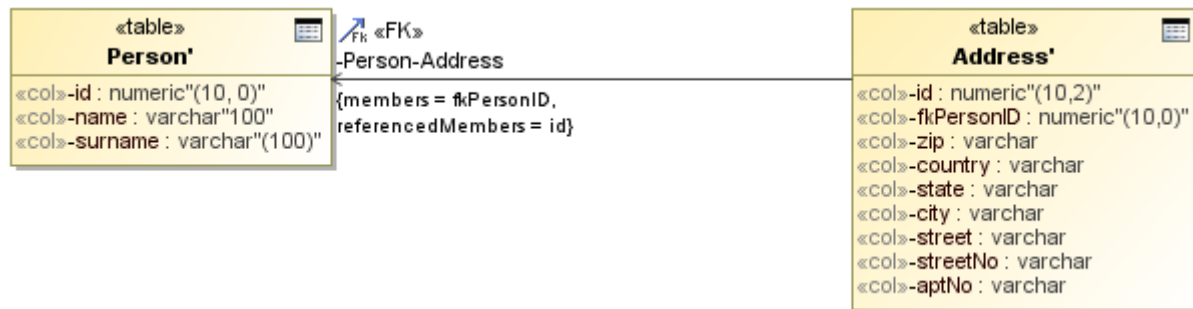 «table»
Person'
«col»-id : numeric"(10, 0)"
«col»-name : varchar"100"
«col»-surname : varchar"(100)"
Fk «FK»
-Person-Address
{members = fkPersonID,
referencedMembers = id}
«table»
Address'
«col»-id : numeric"(10,2)"
«col»-fkPersonID : numeric"(10,0)"
«col»-zip : varchar
«col»-country : varchar
«col»-state : varchar
«col»-city : varchar
«col»-street : varchar
«col»-streetNo : varchar
«col»-aptNo : varchar